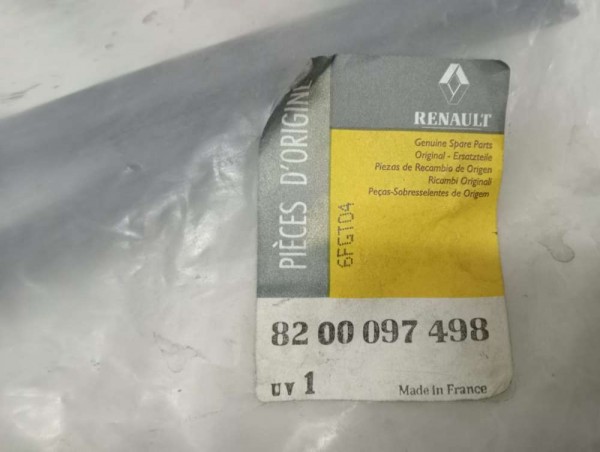 PIÈCES D'ORIGINE
RENAULT
Genuine Spare Parts
Original - Ersatzteile
Piezas de Recambio de Origen
Ricambi Originali
Peças-Sobresselentes de Origem
6FGT04
82 00 097 498
UV 1
Made in France